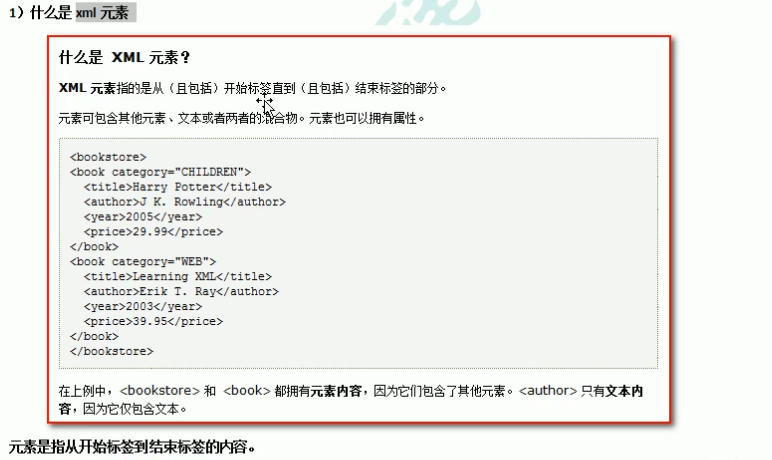 1）什么是 xml 元素
什么是 XML 元素？
XML 元素指的是从（且包括）开始标签直到（且包括）结束标签的部分。
元素可包含其他元素、文本或者两者的混合物。元素也可以拥有属性。
<bookstore>
<book category="CHILDREN">
  <title>Harry Potter</title>
  <author>J K. Rowling</author>
  <year>2005</year>
  <price>29.99</price>
</book>
<book category="WEB">
  <title>Learning XML</title>
  <author>Erik T. Ray</author>
  <year>2003</year>
  <price>39.95</price>
</book>
</bookstore>
在上例中，<bookstore> 和 <book> 都拥有元素内容，因为它们包含了其他元素。<author> 只有文本内
容，因为它仅包含文本。
元素是指从开始标签到结束标签的内容。